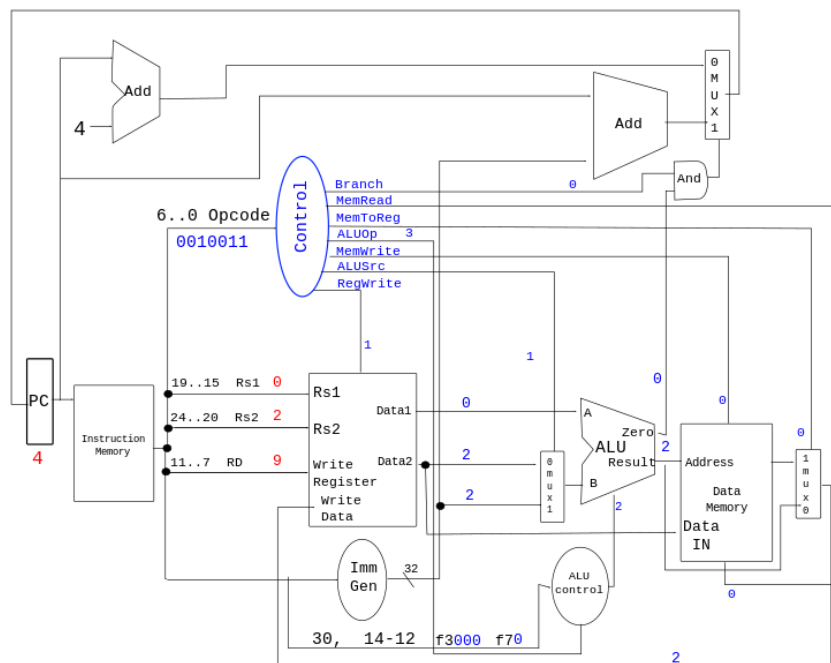 0
M
U
X
1
Add
4
Add
And
Branch 0
MemRead
6..0 Opcode
Control
MemToReg
0010011
ALUOp 3
MemWrite
ALUSrc
RegWrite
1
1
0
0
19..15 Rs1 0
Rs1
0
A
PC
Data1
24..20 Rs2 2
Rs2
Zero
0
Instruction
Memory
ALU
2
4
11..7 RD 9
Write
Register
Data2
2
0
m
u
x
1
B
Result
Address
1
m
u
x
0
Write
Data
2
2
Data
Memory
Data
IN
Imm
Gen
32
ALU
control
0
30, 14-12 f3000 f70
2